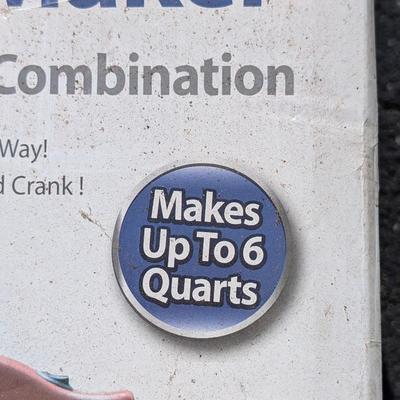 Combination
Way!
d Crank !
Makes
Up To 6
Quarts